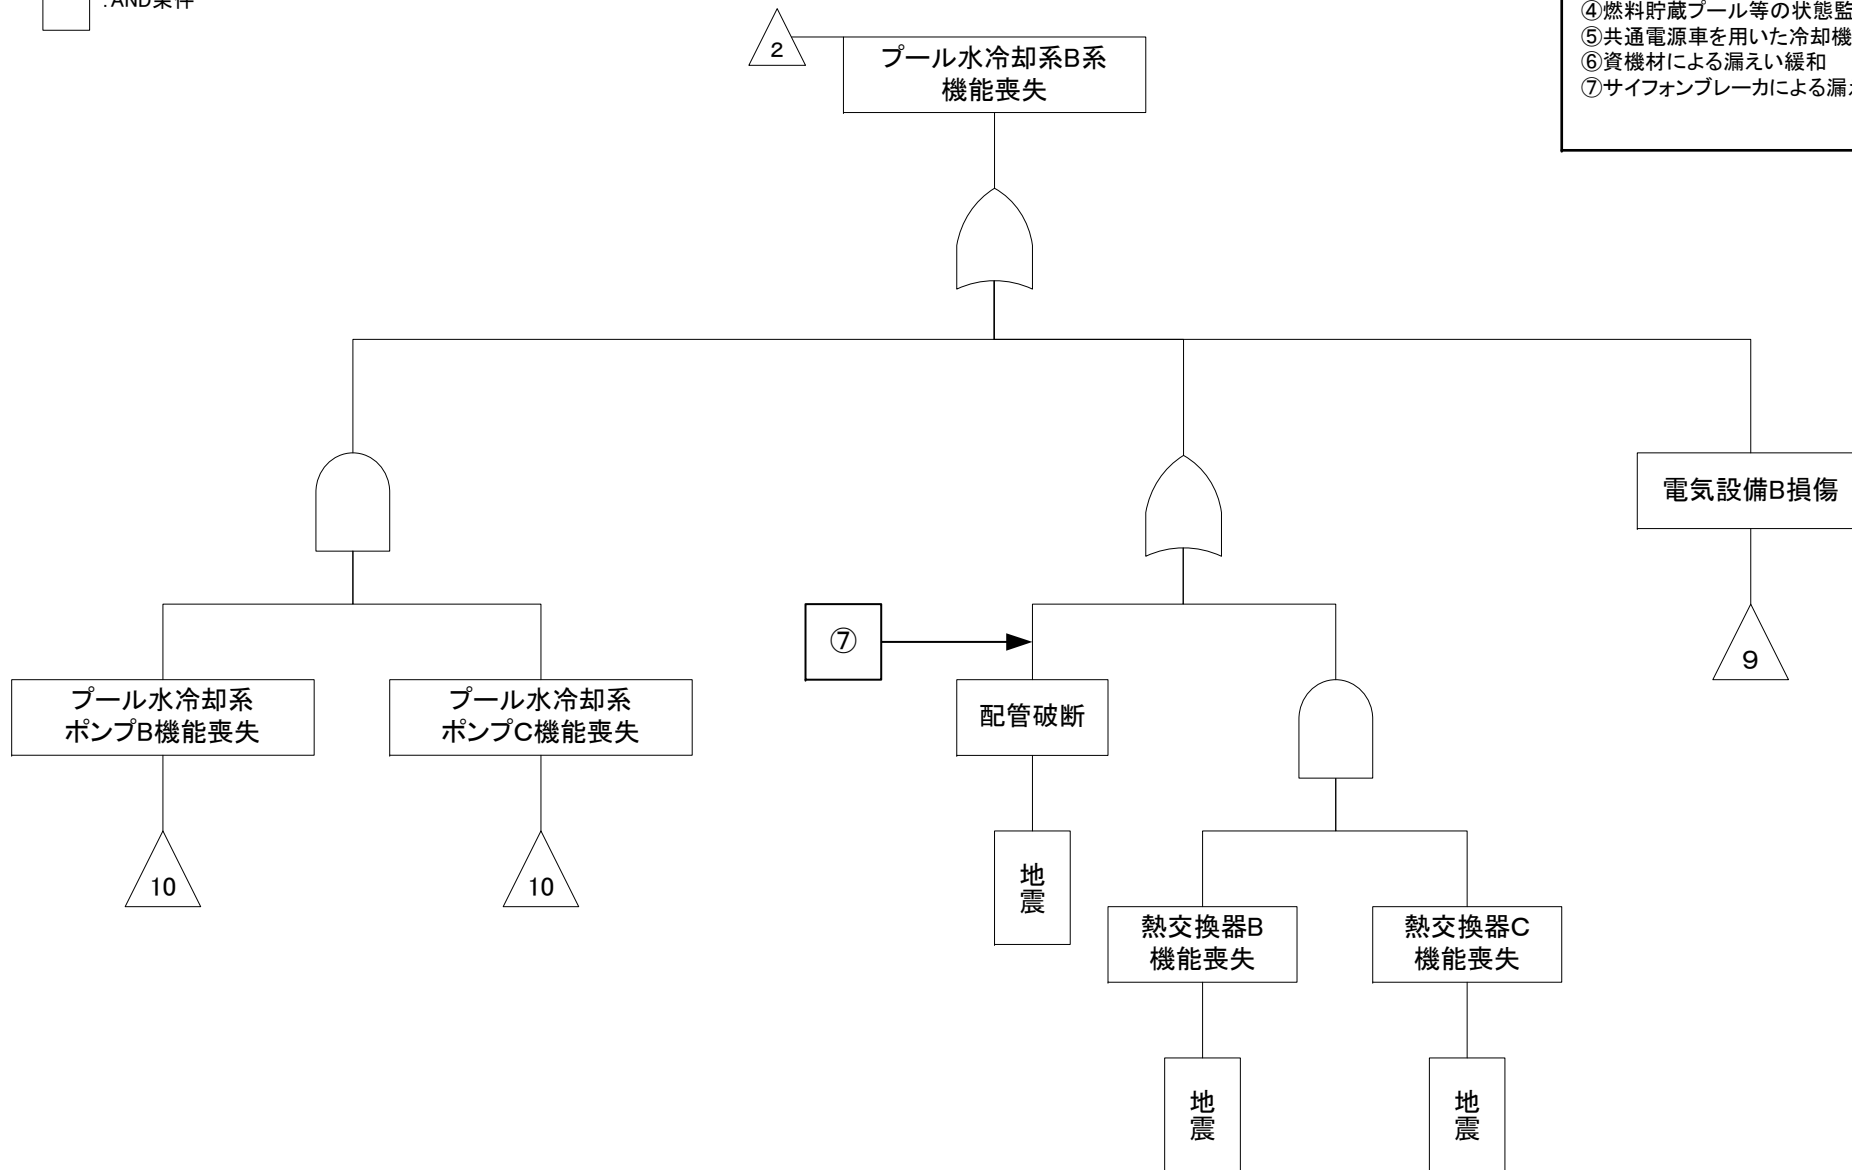 :AND条件
④燃料貯蔵プール等の状態監
⑤共通電源車を用いた冷却機
⑥資機材による漏えい緩和
⑦サイフォンブレーカによる漏
2
プール水冷却系B系
機能喪失
電気設備B損傷
9
⑦
プール水冷却系
ポンプB機能喪失
プール水冷却系
ポンプC機能喪失
配管破断
10
10
地
震
熱交換器B
機能喪失
熱交換器C
機能喪失
地
震
地
震